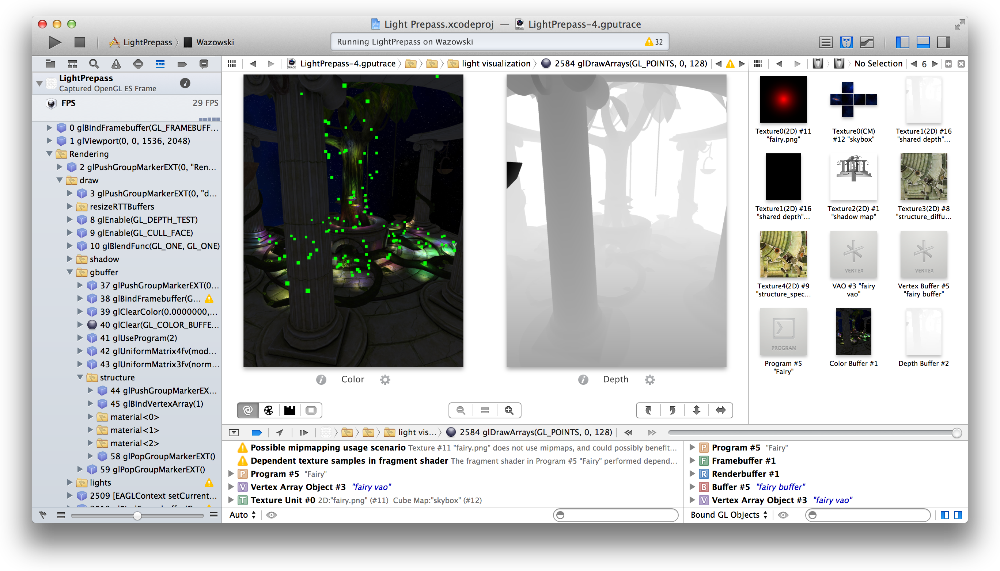 Light Prepass.xcodeproj — LightPrepass-4.gputrace
LightPrepass Wazowski
Running LightPrepass on Wazowski 32
LightPrepass-4.gputrace light visualization 2584 glDrawArrays(GL_POINTS, 0, 128)
No Selection 6
LightPrepass
Captured OpenGL ES Frame
FPS 29 FPS
0 glBindFramebuffer(GL_FRAMEBUFF...
1 glViewport(0, 0, 1536, 2048)
Rendering
2 glPushGroupMarkerEXT(0, "Ren...
draw
3 glPushGroupMarkerEXT(0, "d...
resizeRTTBuffers
8 glEnable(GL_DEPTH_TEST)
9 glEnable(GL_CULL_FACE)
10 glBlendFunc(GL_ONE, GL_ONE)
shadow
gbuffer
37 glPushGroupMarkerEXT(0...
38 glBindFramebuffer(G...
39 glClearColor(0.0000000,...
40 glClear(GL_COLOR_BUFFE...
41 glUseProgram(2)
42 glUniformMatrix4fv(mod...
43 glUniformMatrix3fv(norm...
structure
44 glPushGroupMarkerEX...
45 glBindVertexArray(1)
material<0>
material<1>
material<2>
58 glPopGroupMarkerEXT()
59 glPopGroupMarkerEXT()
lights
2509 [EAGLContext setCurrent...
Color
Depth
Texture0(2D) #11
"fairy.png"
Texture0(CM)
#12 "skybox"
Texture1(2D) #16
"shared depth"...
Texture1(2D) #16
"shared depth"...
Texture2(2D) #1
"shadow map"
Texture3(2D) #8
"structure_diffu...
VERTEX
VERTEX
Texture4(2D) #9
"structure_spec...
VAO #3 "fairy
vao"
Vertex Buffer #5
"fairy buffer"
PROGRAM
Program #5
"Fairy"
Color Buffer #1
Depth Buffer #2
light vis... 2584 glDrawArrays(GL_POINTS, 0, 128)
Possible mipmapping usage scenario Texture #11 "fairy.png" does not use mipmaps, and could possibly benefit...
Dependent texture samples in fragment shader The fragment shader in Program #5 "Fairy" performed depend...
P Program #5 "Fairy"
V Vertex Array Object #3 "fairy vao"
T Texture Unit #0 2D:"fairy.png" (#11) Cube Map:"skybox" (#12)
Auto
P Program #5 "Fairy"
F Framebuffer #1
R Renderbuffer #1
B Buffer #5 "fairy buffer"
V Vertex Array Object #3 "fairy vao"
Bound GL Objects